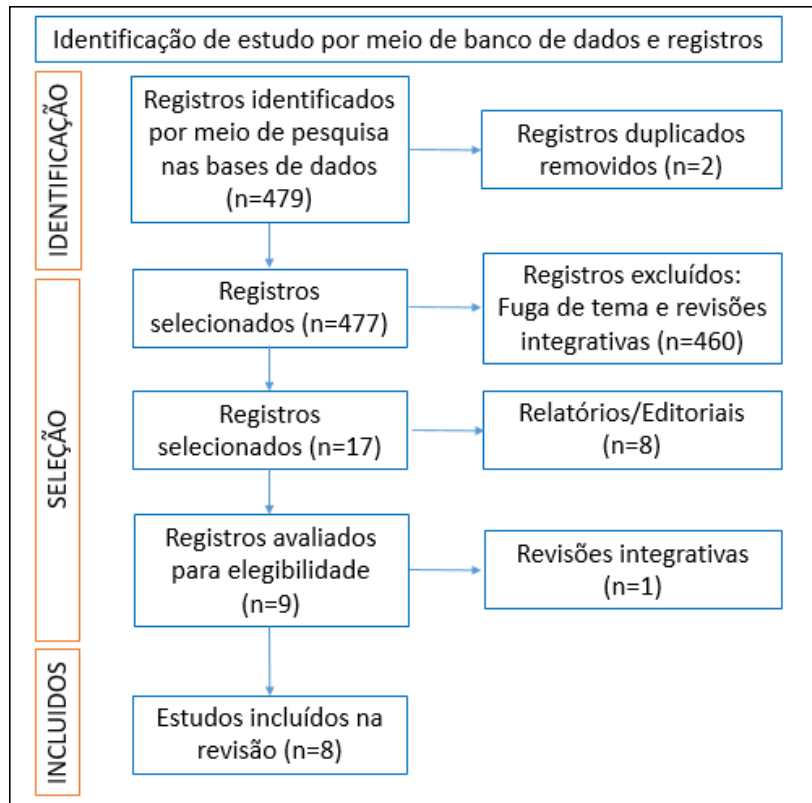 Identificação de estudo por meio de banco de dados e registros
IDENTIFICAÇÃO
Registros identificados
por meio de pesquisa
nas bases de dados
(n=479)
Registros duplicados
removidos (n=2)
SELEÇÃO
Registros
selecionados (n=477)
Registros excluídos:
Fuga de tema e revisões
integrativas (n=460)
Registros
selecionados (n=17)
Relatórios/Editoriais
(n=8)
Registros avaliados
para elegibilidade
(n=9)
Revisões integrativas
(n=1)
INCLUIDOS
Estudos incluídos na
revisão (n=8)